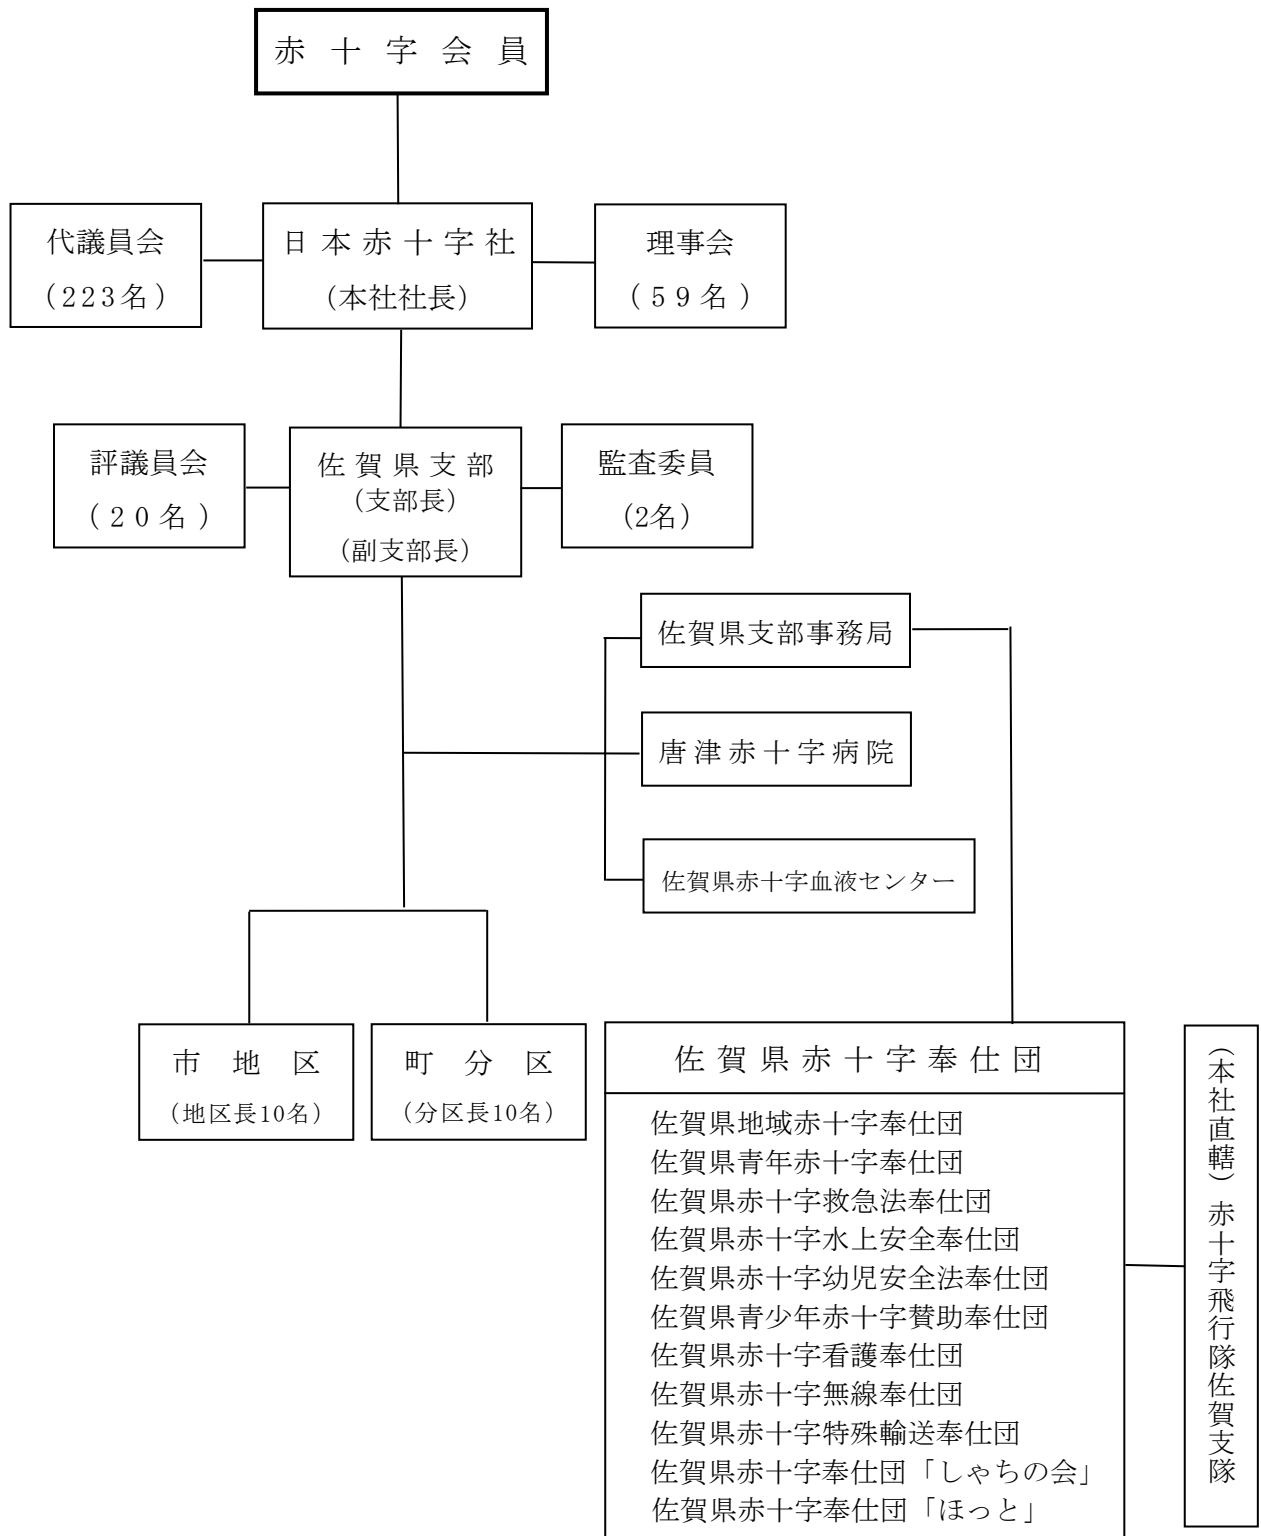 赤十字会員
代議員会
（223名）
日本赤十字社
（本社社長）
理事会
（59名）
評議員会
（20名）
佐賀県支部
（支部長）
（副支部長）
監査委員
（2名）
佐賀県支部事務局
唐津赤十字病院
佐賀県赤十字血液センター
市地区
（地区長10名）
町分区
（分区長10名）
佐賀県赤十字奉仕団
佐賀県地域赤十字奉仕団
佐賀県青年赤十字奉仕団
佐賀県赤十字救急法奉仕団
佐賀県赤十字水上安全奉仕団
佐賀県赤十字幼児安全法奉仕団
佐賀県青少年赤十字賛助奉仕団
佐賀県赤十字看護奉仕団
佐賀県赤十字無線奉仕団
佐賀県赤十字特殊輸送奉仕団
佐賀県赤十字奉仕団「しゃちの会」
佐賀県赤十字奉仕団「ほっと」
（本社直轄）赤十字飛行隊佐賀支隊